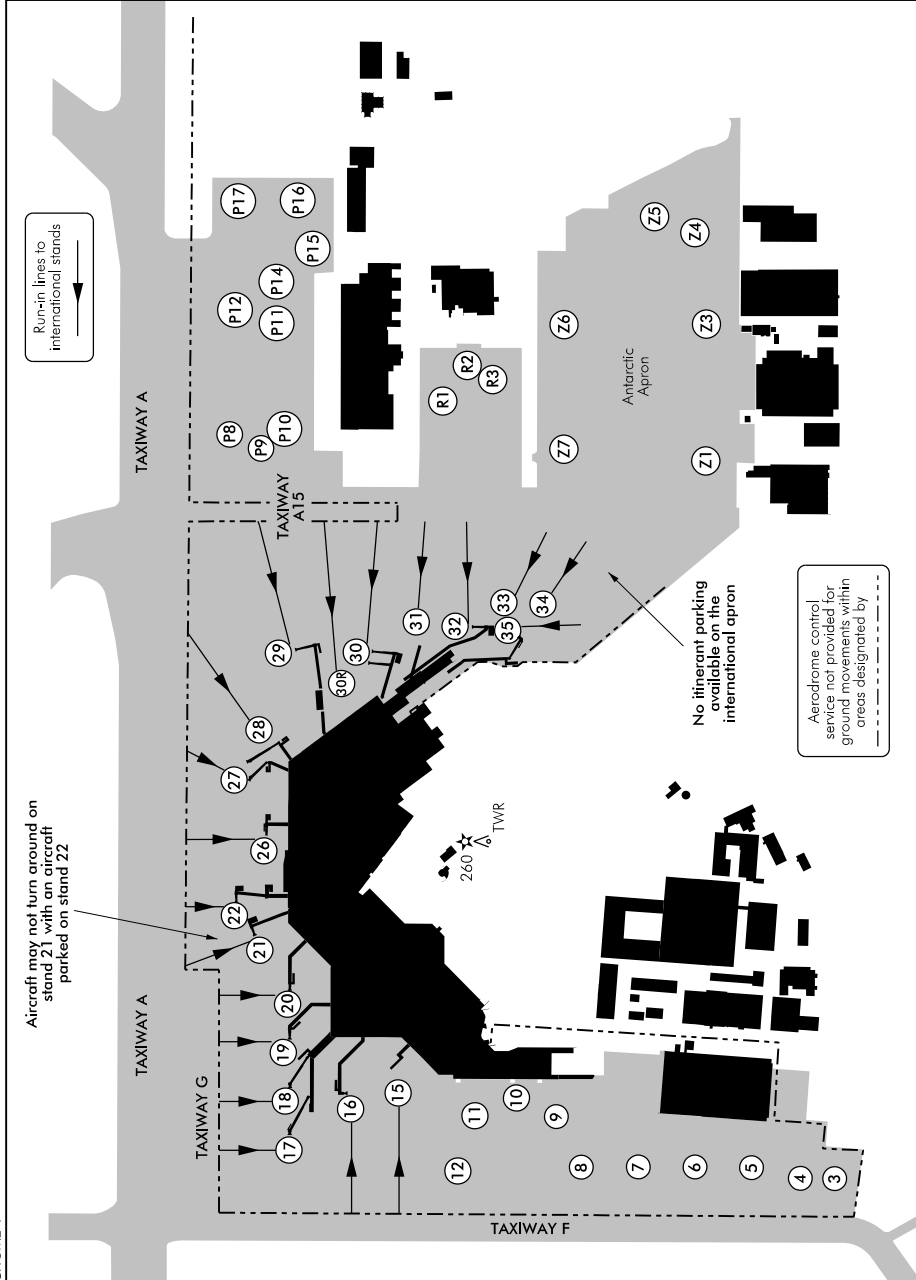 Run-in lines to
international stands
TAXIWAY A
P17
P16
P15
P14
P12
P11
P10
P9
P8
TAXIWAY
A15
R1
R2
R3
Z5
Z4
Z6
Z3
Antarctic
Apron
Z7
Z1
29
30R
30
31
32
33
34
35
28
27
26
22
21
20
19
18
17
16
15
No itinerant parking
available on the
international apron
Aerodrome control
service not provided for
ground movements within
areas designated by
Aircraft may not turn around on
stand 21 with an aircraft
parked on stand 22
260
TWR
TAXIWAY A
TAXIWAY G
12
11
10
9
8
7
6
5
4
3
TAXIWAY F